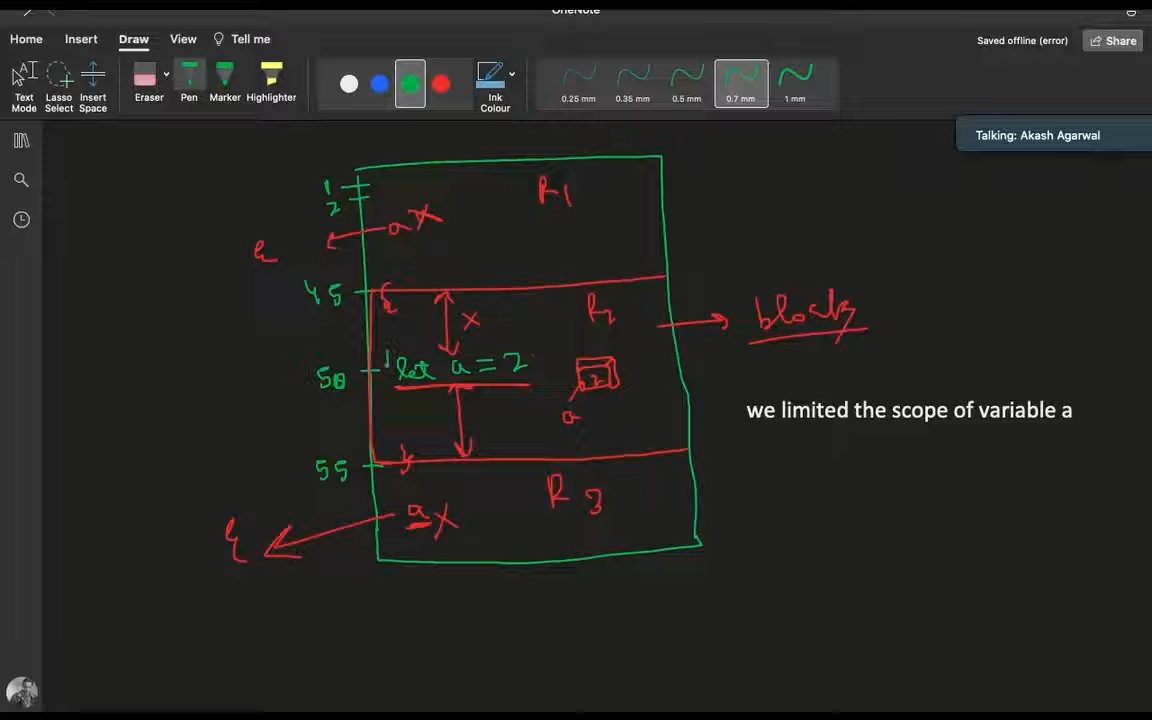 OneNote
Home Insert Draw View Tell me
Saved offline (error) Share
Text Mode
Lasso Select
Insert Space
Eraser
Pen
Marker
Highlighter
Ink Colour
0.25 mm 0.35 mm 0.5 mm 0.7 mm 1 mm
Talking: Akash Agarwal
1
2
R1
a X
45
{
X
R2
blocks
50
let a = 2
2
a
we limited the scope of variable a
55
}
R 3
a X